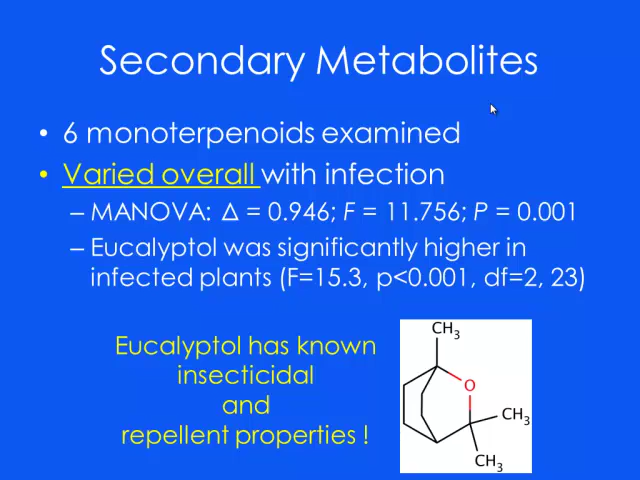 Secondary Metabolites
• 6 monoterpenoids examined
• Varied overall with infection
– MANOVA: Δ = 0.946; F = 11.756; P = 0.001
– Eucalyptol was significantly higher in
infected plants (F=15.3, p<0.001, df=2, 23)
Eucalyptol has known
insecticidal
and
repellent properties !
CH3
O
CH3
CH3